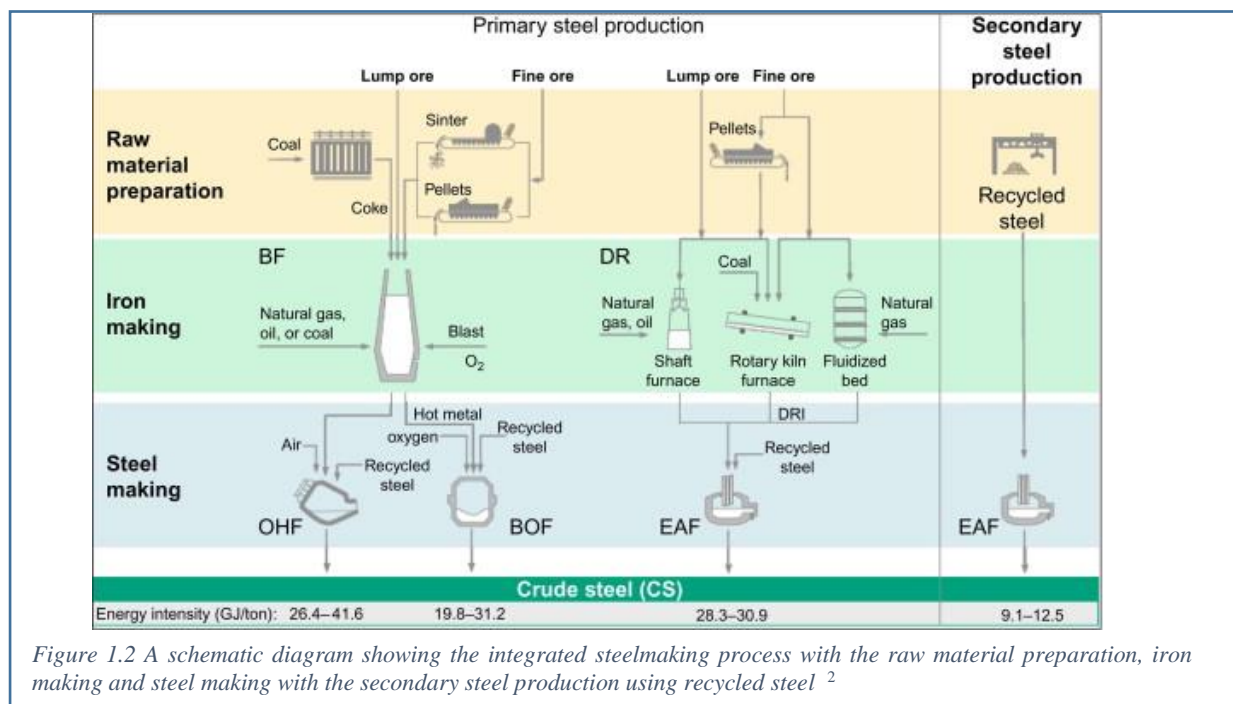 Primary steel production
Secondary
steel
production
Lump ore
Fine ore
Lump ore
Fine ore
Raw
material
preparation
Coal
Sinter
Pellets
Coke
Pellets
Recycled
steel
Iron
making
BF
Natural gas,
oil, or coal
Blast
O2
DR
Coal
Natural
gas, oil
Natural
gas
Shaft
furnace
Rotary kiln
furnace
Fluidized
bed
Steel
making
Hot metal
oxygen
Recycled
steel
Air
Recycled
steel
DRI
Recycled
steel
OHF
BOF
EAF
EAF
Crude steel (CS)
Energy intensity (GJ/ton): 26.4–41.6 19.8–31.2 28.3–30.9 9.1–12.5
Figure 1.2 A schematic diagram showing the integrated steelmaking process with the raw material preparation, iron
making and steel making with the secondary steel production using recycled steel 2